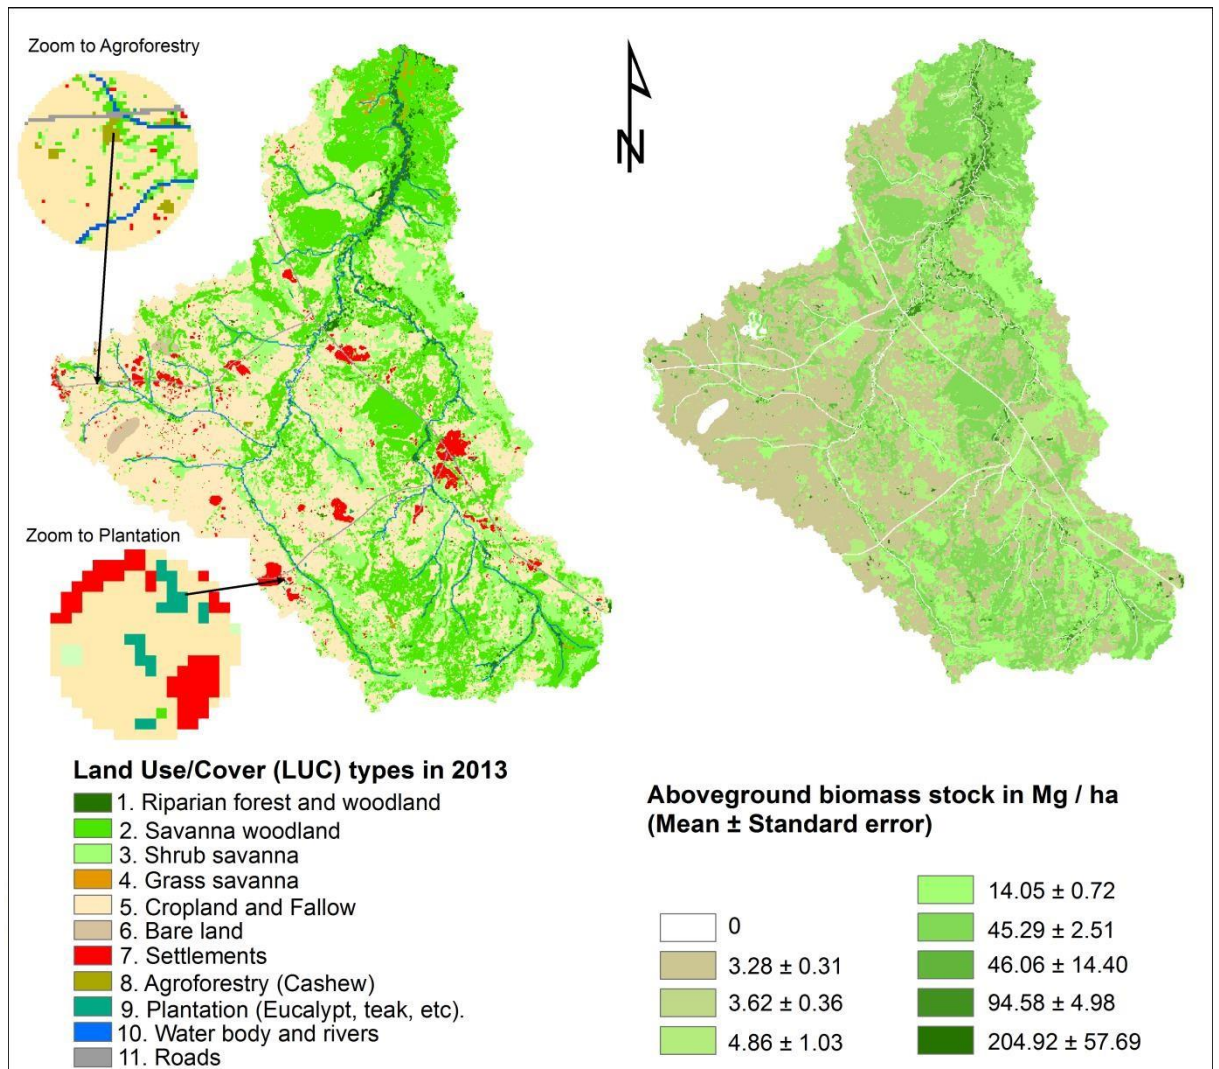 Zoom to Agroforestry
N
Zoom to Plantation
Land Use/Cover (LUC) types in 2013
1. Riparian forest and woodland
2. Savanna woodland
3. Shrub savanna
4. Grass savanna
5. Cropland and Fallow
6. Bare land
7. Settlements
8. Agroforestry (Cashew)
9. Plantation (Eucalypt, teak, etc).
10. Water body and rivers
11. Roads
Aboveground biomass stock in Mg / ha
(Mean ± Standard error)
0
3.28 ± 0.31
3.62 ± 0.36
4.86 ± 1.03
14.05 ± 0.72
45.29 ± 2.51
46.06 ± 14.40
94.58 ± 4.98
204.92 ± 57.69